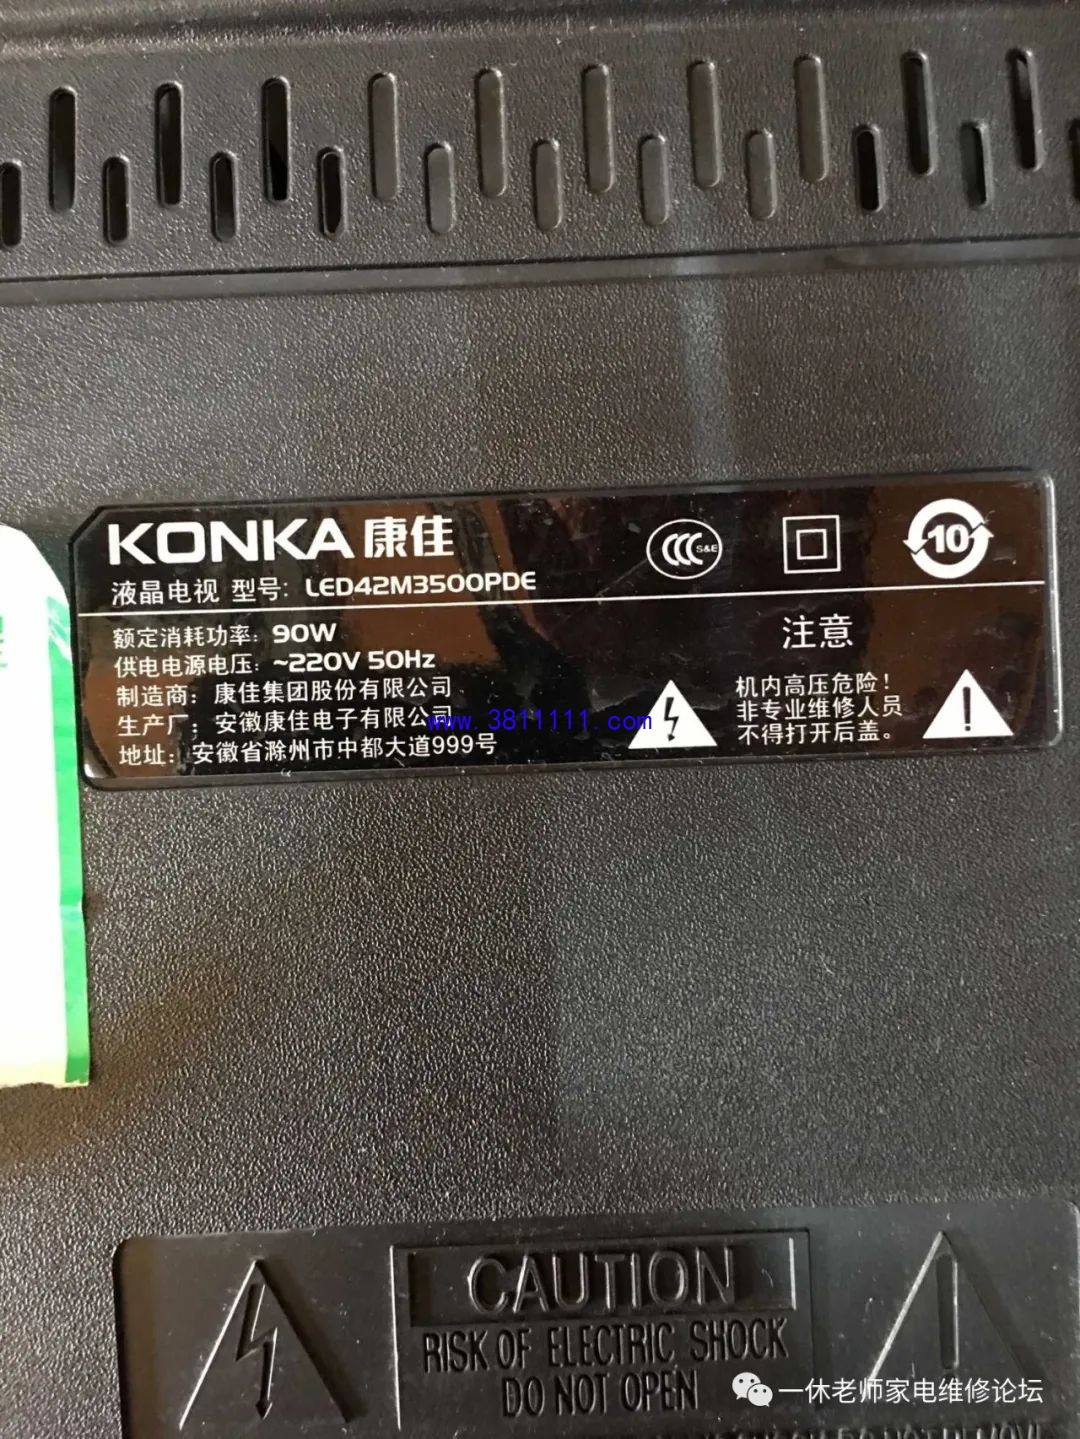 KONKA 康佳
液晶电视 型号: LED42M3500PDE
S&E
10
额定消耗功率: 90W
供电电源电压: ~220V 50Hz
制造商: 康佳集团股份有限公司
生产厂: 安徽康佳电子有限公司
地址: 安徽省滁州市中都大道999号
注意
机内高压危险!
非专业维修人员
不得打开后盖。
www.3811111.com
CAUTION
RISK OF ELECTRIC SHOCK
DO NOT OPEN
一休老师家电维修论坛